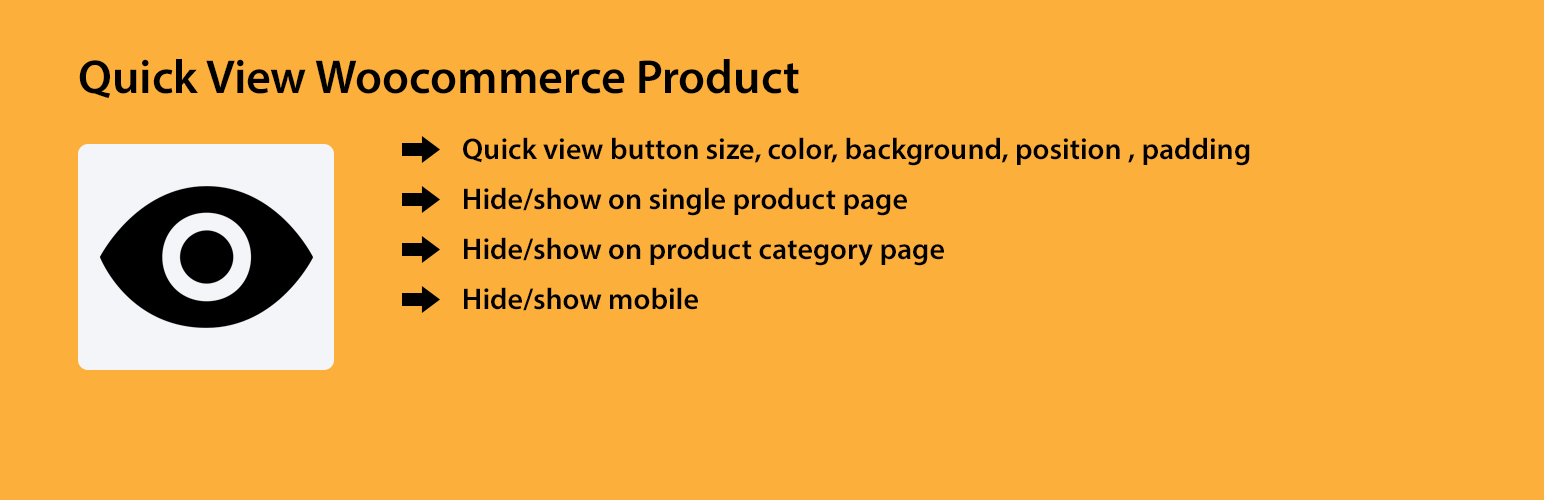 Quick View Woocommerce Product
Quick view button size, color, background, position , padding
Hide/show on single product page
Hide/show on product category page
Hide/show mobile